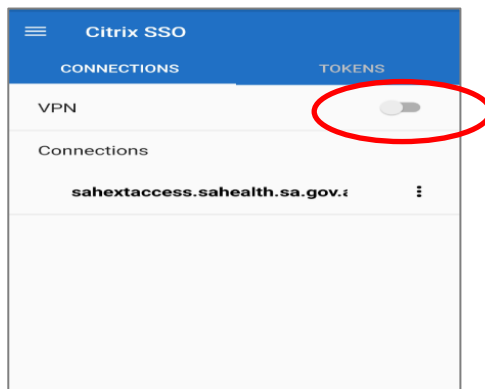 Citrix SSO
CONNECTIONS TOKENS
VPN
Connections
sahextaccess.sahealth.sa.gov.